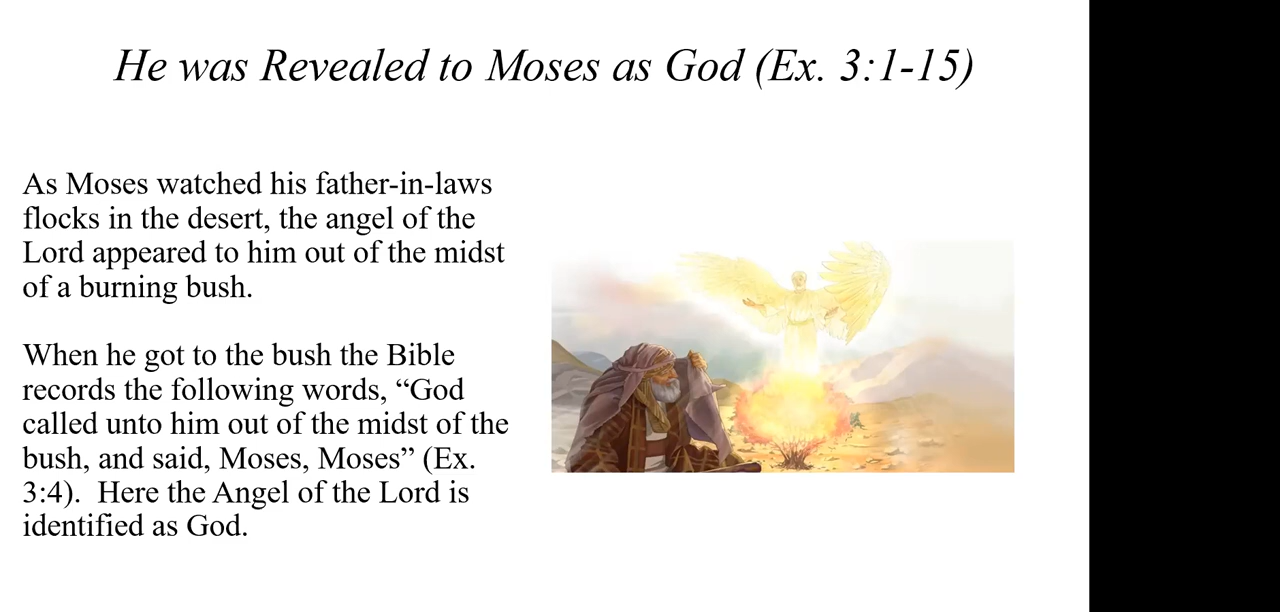 He was Revealed to Moses as God (Ex. 3:1-15)
As Moses watched his father-in-laws
flocks in the desert, the angel of the
Lord appeared to him out of the midst
of a burning bush.
When he got to the bush the Bible
records the following words, “God
called unto him out of the midst of the
bush, and said, Moses, Moses” (Ex.
3:4).  Here the Angel of the Lord is
identified as God.